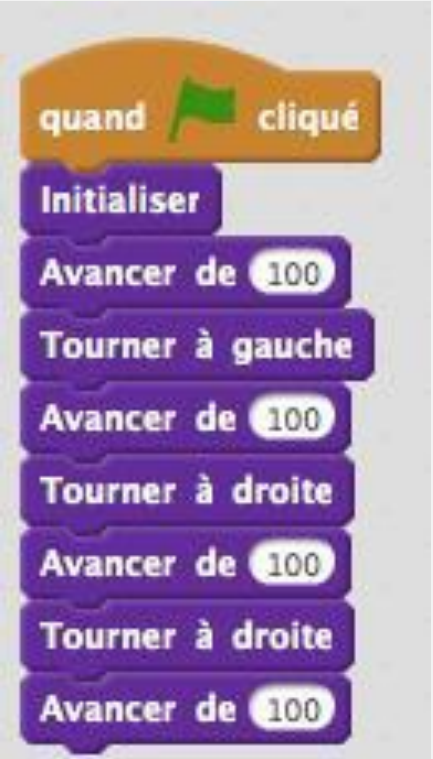 quand cliqué
Initialiser
Avancer de 100
Tourner à gauche
Avancer de 100
Tourner à droite
Avancer de 100
Tourner à droite
Avancer de 100